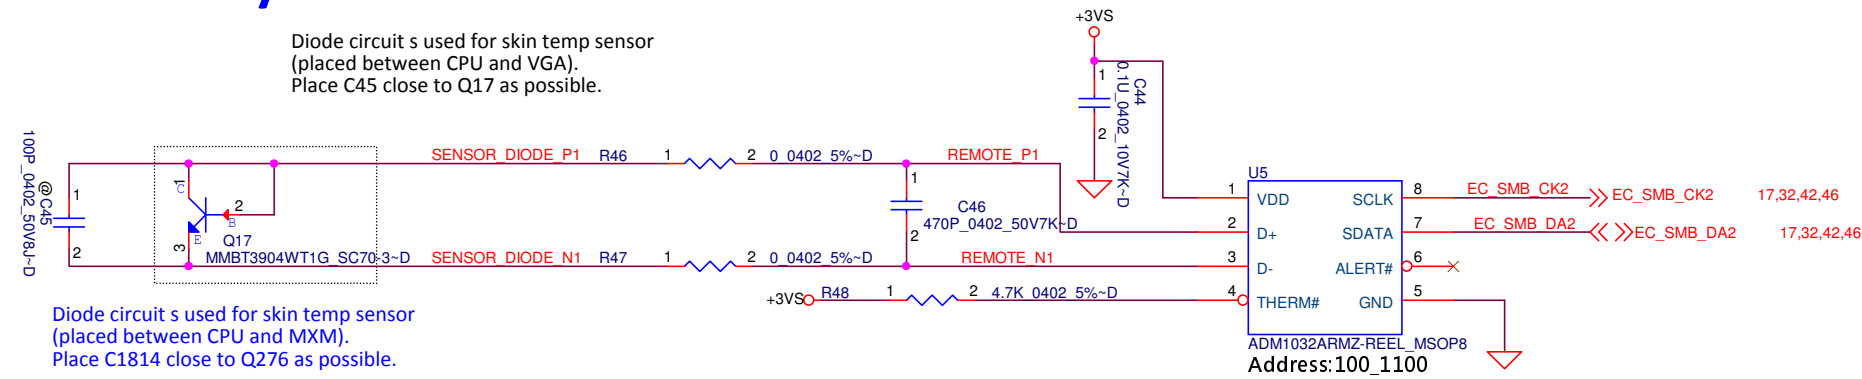 Diode circuit s used for skin temp sensor
(placed between CPU and VGA).
Place C45 close to Q17 as possible.
+3VS
1
C44
0.1U_0402_10V7K~D
2
@C45
100P_0402_50V8J~D
1
2
C
1
2
B
E
3
Q17
MMBT3904WT1G_SC70-3~D
SENSOR_DIODE_P1
R46
1
2
0_0402_5%~D
REMOTE_P1
1
C46
470P_0402_50V7K~D
2
SENSOR_DIODE_N1
R47
1
2
0_0402_5%~D
REMOTE_N1
+3VS
R48
1
2
4.7K_0402_5%~D
U5
1
VDD
SCLK
8
EC_SMB_CK2
EC_SMB_CK2
17,32,42,46
2
D+
SDATA
7
EC_SMB_DA2
EC_SMB_DA2
17,32,42,46
3
D-
ALERT#
6
4
THERM#
GND
5
ADM1032ARMZ-REEL_MSOP8
Address:100_1100
Diode circuit s used for skin temp sensor
(placed between CPU and MXM).
Place C1814 close to Q276 as possible.